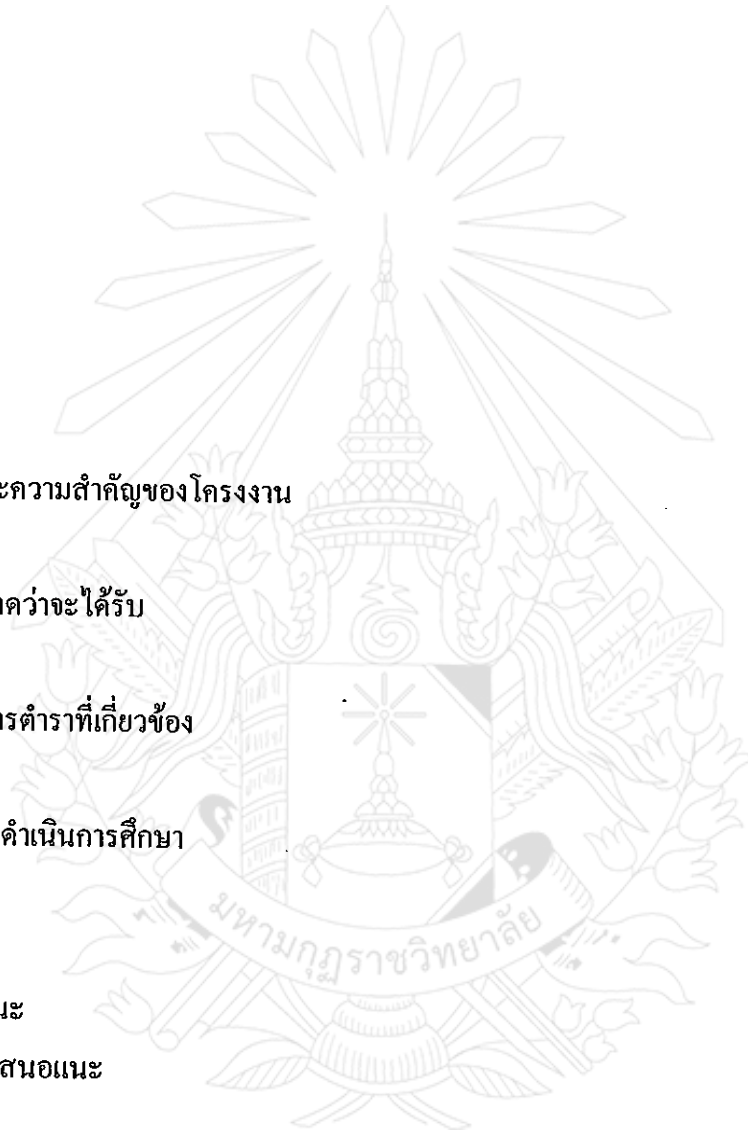 ะความสำคัญของโครงงาน
าดว่าจะได้รับ
ารตำราที่เกี่ยวข้อง
ดำเนินการศึกษา
มหามกุฏราชวิทยาลัย
นะ
สนอแนะ